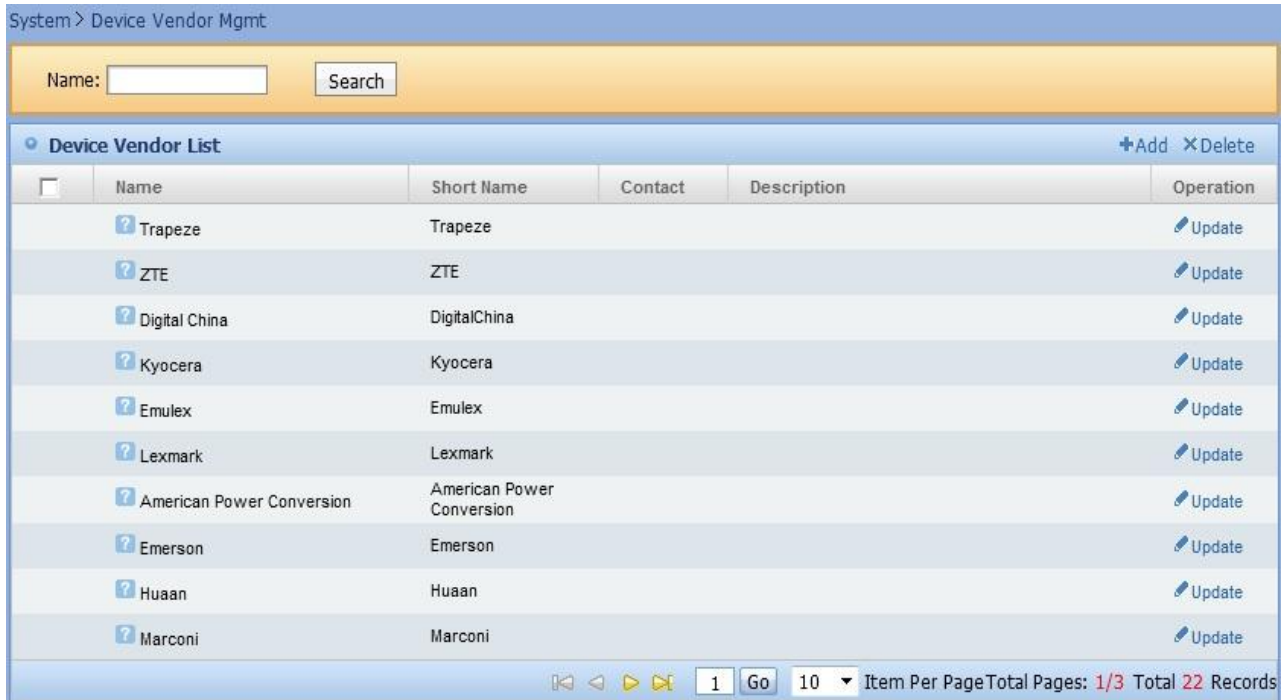 System > Device Vendor Mgmt
Name: Search
Device Vendor List +Add ×Delete
Name Short Name Contact Description Operation
? Trapeze Trapeze Update
? ZTE ZTE Update
? Digital China DigitalChina Update
? Kyocera Kyocera Update
? Emulex Emulex Update
? Lexmark Lexmark Update
? American Power Conversion American Power Conversion Update
? Emerson Emerson Update
? Huaan Huaan Update
? Marconi Marconi Update
1 Go 10 Item Per PageTotal Pages: 1/3 Total 22 Records